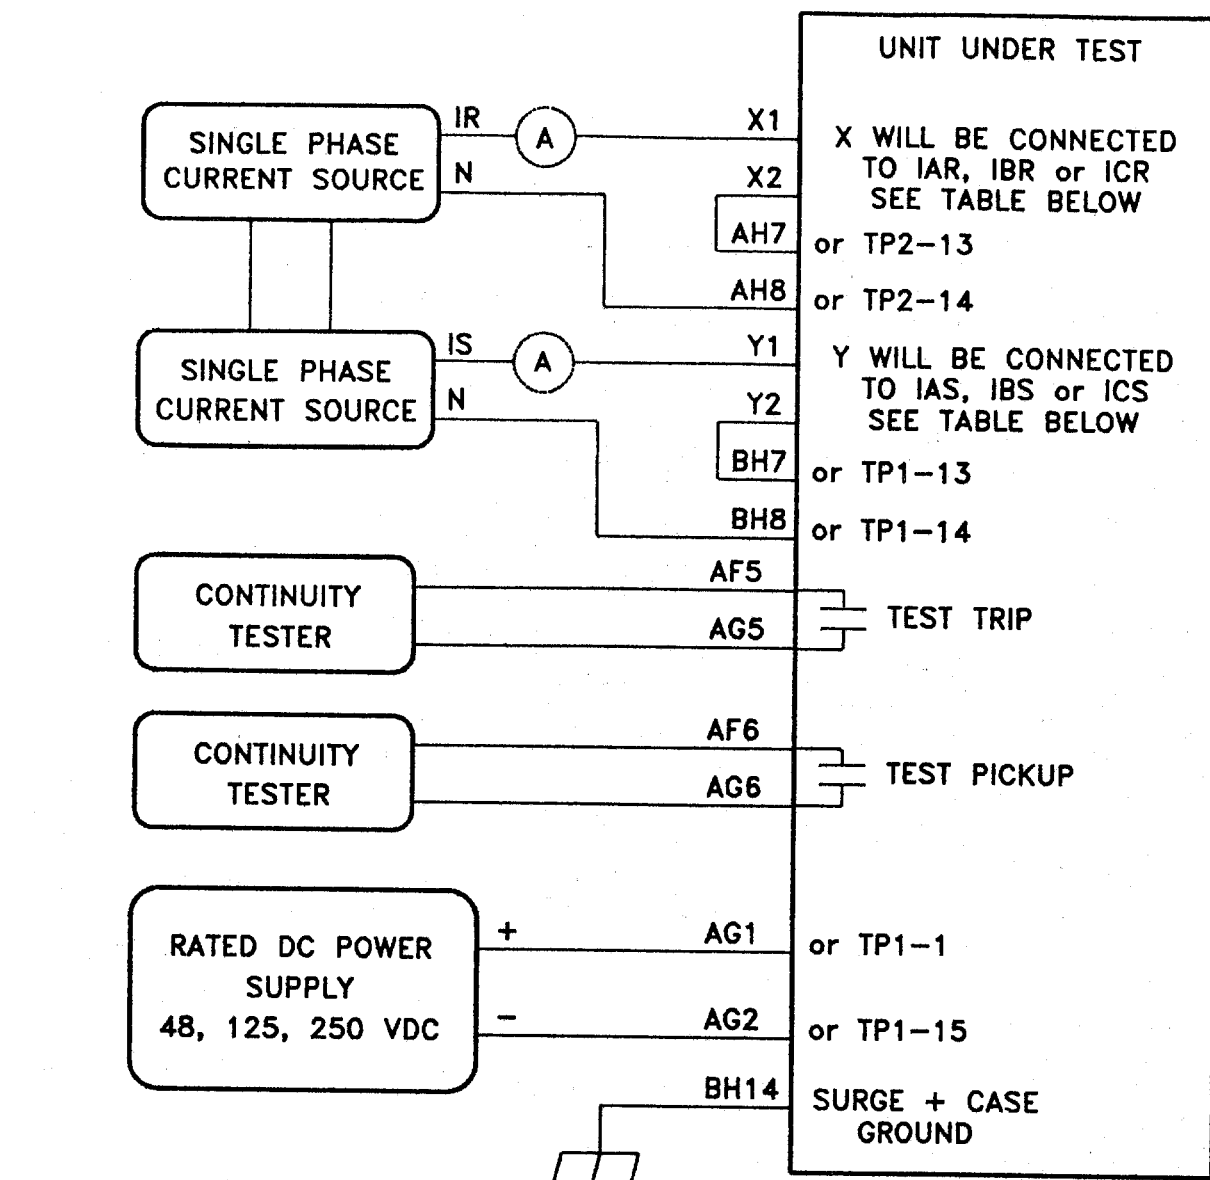 UNIT UNDER TEST
SINGLE PHASE
CURRENT SOURCE
IR
A
N
X1
X WILL BE CONNECTED
TO IAR, IBR or ICR
SEE TABLE BELOW
X2
AH7
or TP2-13
AH8
or TP2-14
SINGLE PHASE
CURRENT SOURCE
IS
A
N
Y1
Y WILL BE CONNECTED
TO IAS, IBS or ICS
SEE TABLE BELOW
Y2
BH7
or TP1-13
BH8
or TP1-14
CONTINUITY
TESTER
AF5
AG5
TEST TRIP
CONTINUITY
TESTER
AF6
AG6
TEST PICKUP
RATED DC POWER
SUPPLY
48, 125, 250 VDC
+
AG1
or TP1-1
-
AG2
or TP1-15
BH14
SURGE + CASE
GROUND